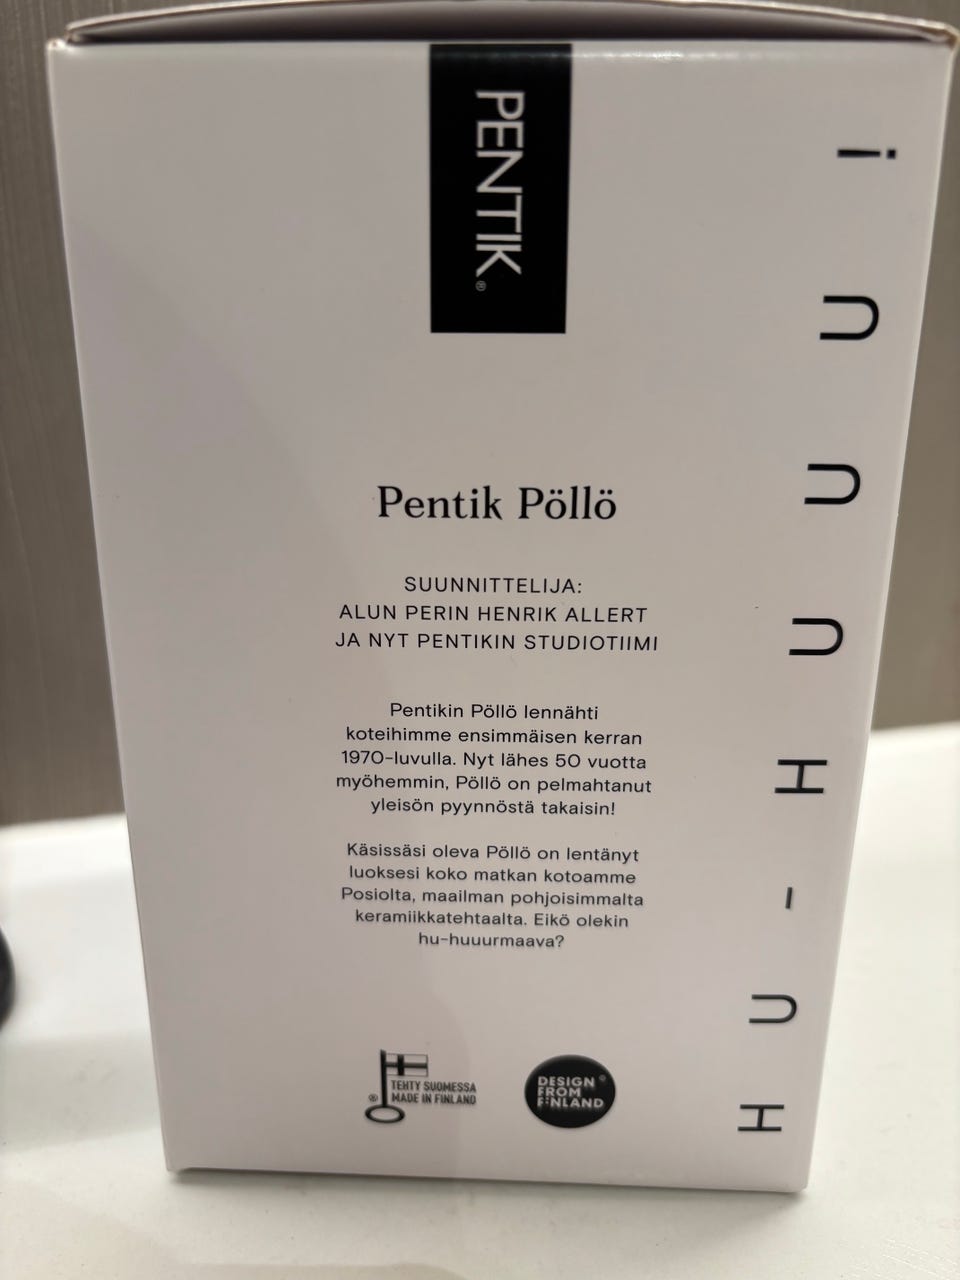 PENTIK®
Pentik Pöllö
SUUNNITTELIJA:
ALUN PERIN HENRIK ALLERT
JA NYT PENTIKIN STUDIOTIIMI
Pentikin Pöllö lennähti
koteihimme ensimmäisen kerran
1970-luvulla. Nyt lähes 50 vuotta
myöhemmin, Pöllö on pelmahtanut
yleisön pyynnöstä takaisin!
Käsissäsi oleva Pöllö on lentänyt
luoksesi koko matkan kotoamme
Posiolta, maailman pohjoisimmalta
keramiikkatehtaalta. Eikö olekin
hu-huuurmaava?
® TEHTY SUOMESSA
MADE IN FINLAND
DESIGN ®
FROM
FINLAND
HU-HUUU!